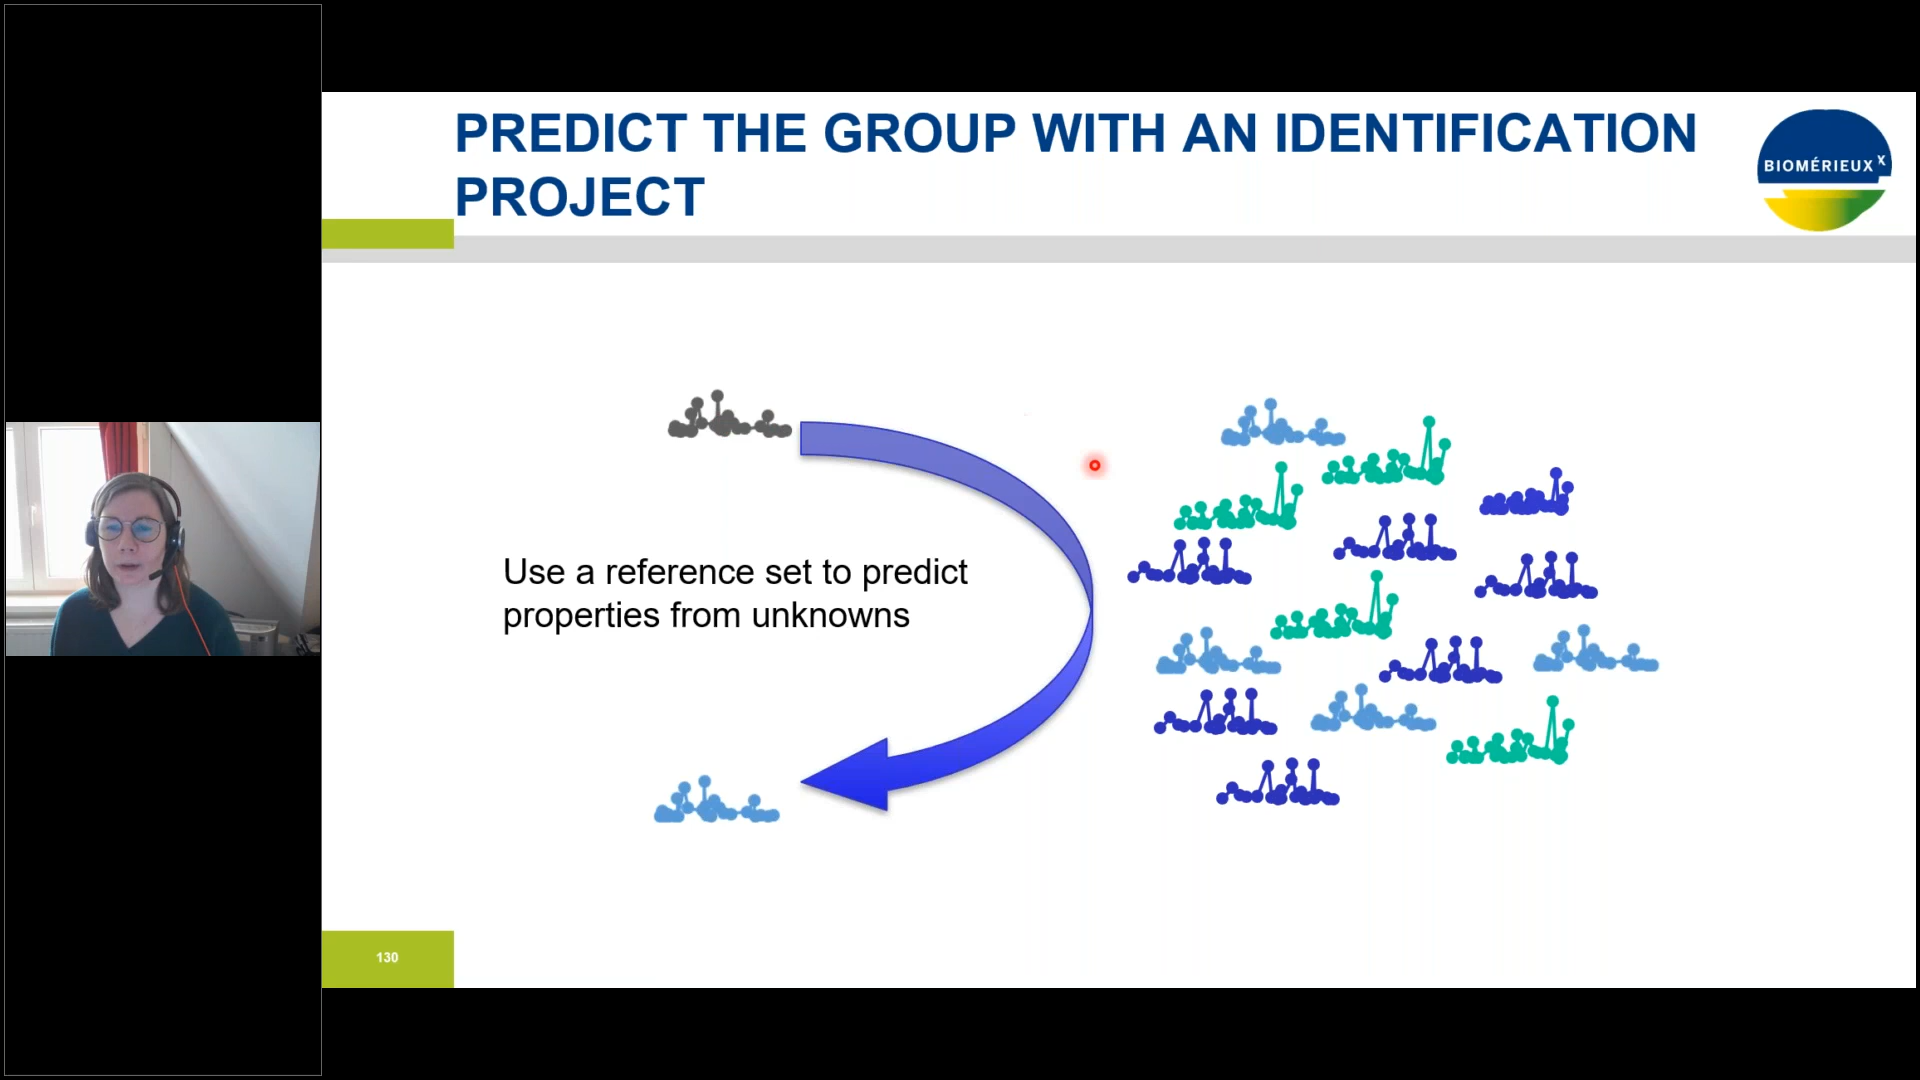 PREDICT THE GROUP WITH AN IDENTIFICATION
PROJECT
BIOMÉRIEUX
Use a reference set to predict
properties from unknowns
130